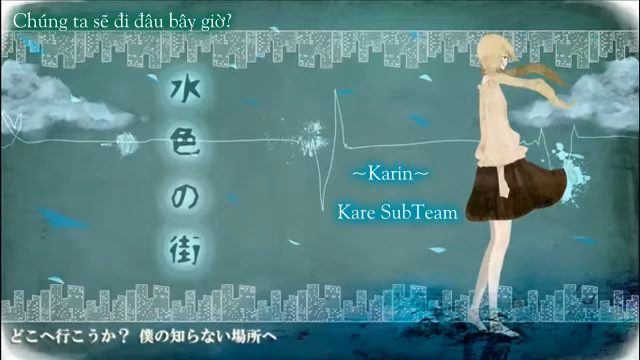 Chúng ta sẽ đi đâu bây giờ?
水色の街
~Karin~
Kare SubTeam
どこへ行こうか？ 僕の知らない場所へ